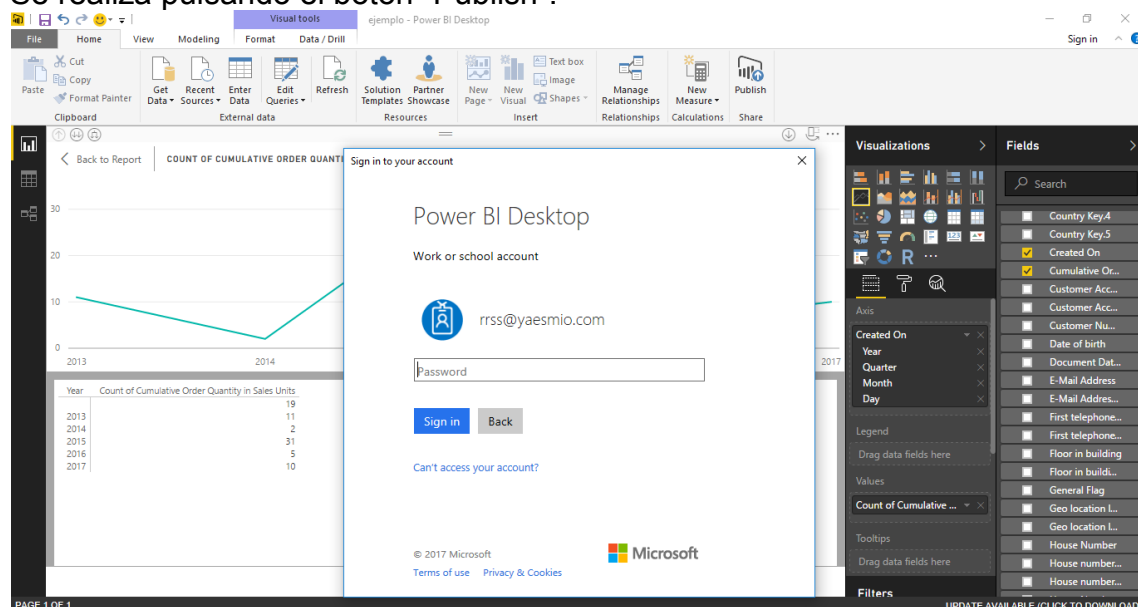 Se realiza pulsando el botón "Publish".
Visual tools
ejemplo - Power BI Desktop
File Home View Modeling Format Data / Drill
Sign in
Paste
Cut
Copy
Format Painter
Clipboard
Get Data
Recent Sources
Enter Data
Edit Queries
Refresh
External data
Solution Templates
Partner Showcase
Resources
New Page
New Visual
Text box
Image
Shapes
Insert
Manage Relationships
Relationships
New Measure
Calculations
Publish
Share
Back to Report
COUNT OF CUMULATIVE ORDER QUANTI
30
20
10
0
2013
2014
2017
Year Count of Cumulative Order Quantity in Sales Units
19
2013 11
2014 2
2015 31
2016 5
2017 10
Sign in to your account
Power BI Desktop
Work or school account
rrss@yaesmio.com
Password
Sign in
Back
Can't access your account?
© 2017 Microsoft
Terms of use Privacy & Cookies
Microsoft
Visualizations
R
123
Axis
Created On
Year
Quarter
Month
Day
Legend
Drag data fields here
Values
Count of Cumulative ...
Tooltips
Drag data fields here
Filters
Fields
Search
Country Key.4
Country Key.5
Created On
Cumulative Or...
Customer Acc...
Customer Acc...
Customer Nu...
Date of birth
Document Dat...
E-Mail Address
E-Mail Addres...
First telephone...
First telephone...
Floor in building
Floor in buildi...
General Flag
Geo location l...
Geo location l...
House Number
House number...
House number...
PAGE 1 OF 1
UPDATE AVAILABLE (CLICK TO DOWNLOAD